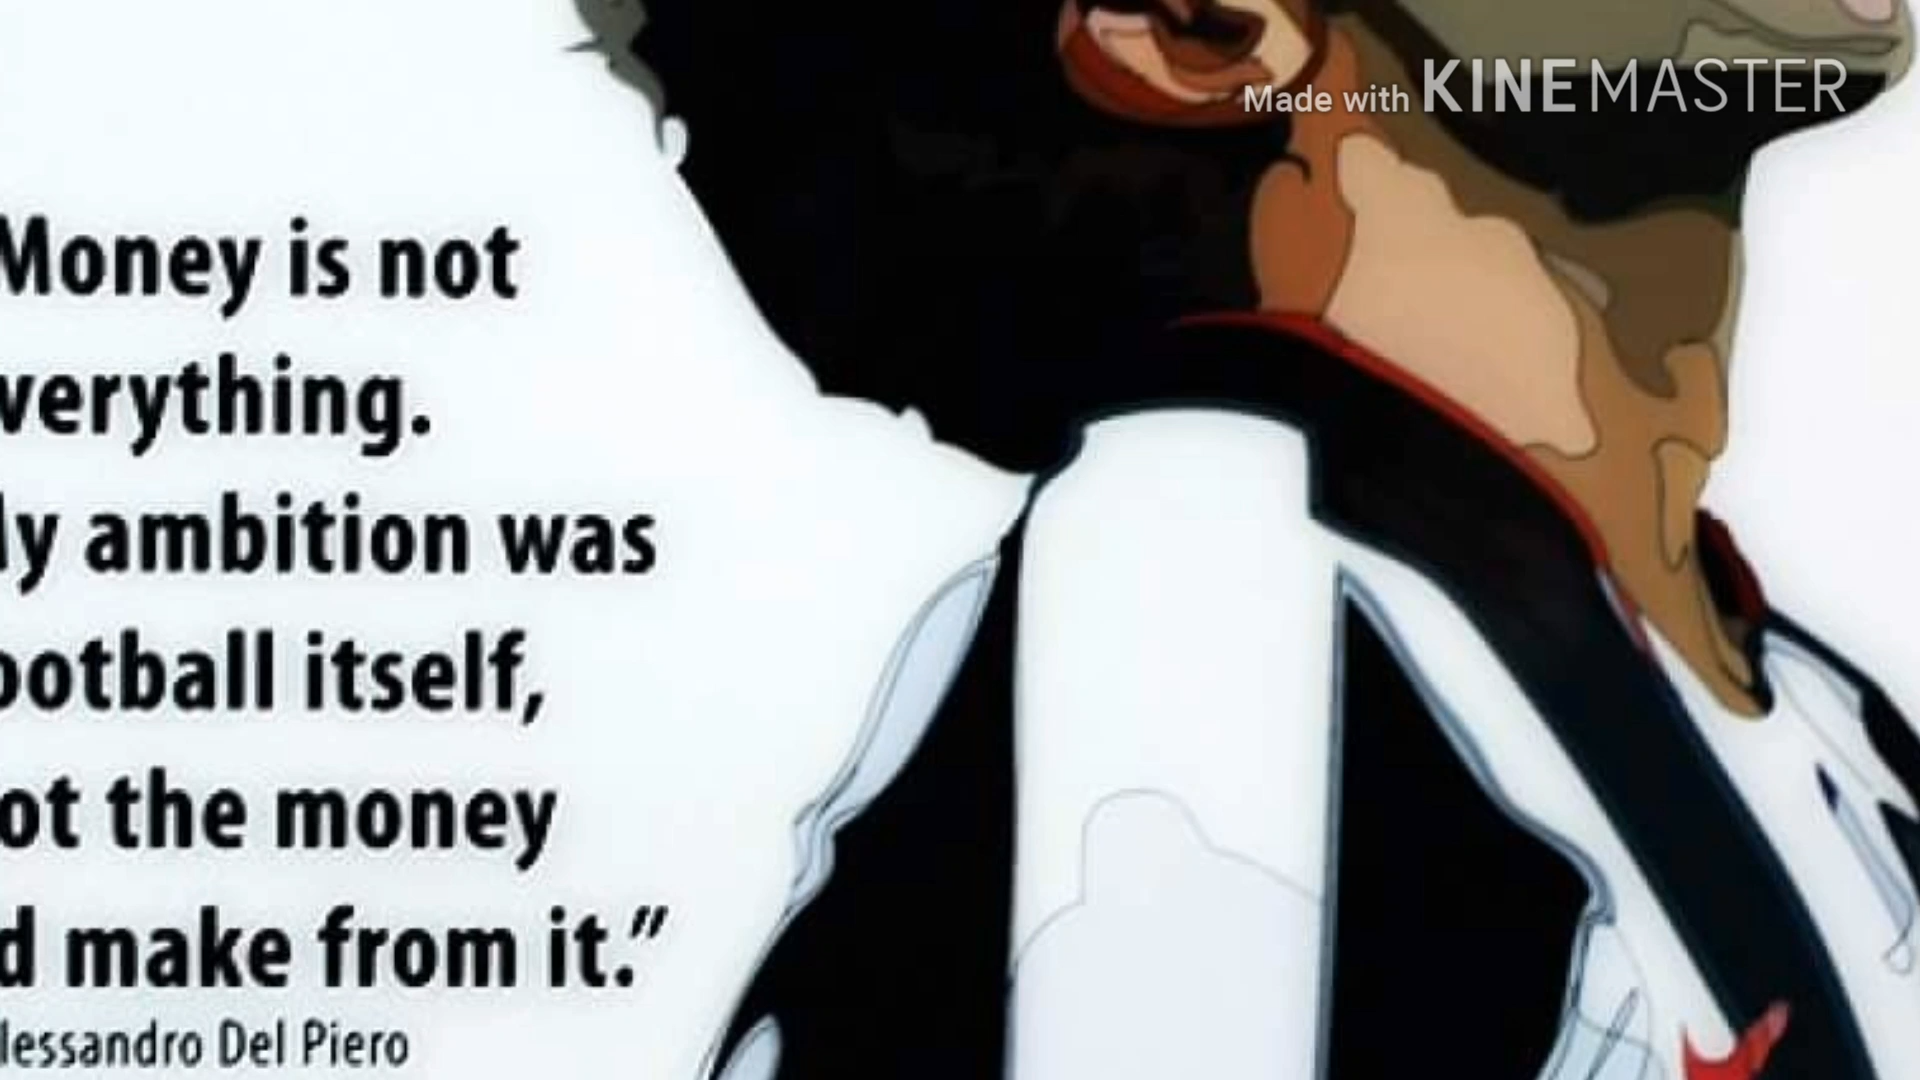 Made with KINEMASTER
Money is not
verything.
y ambition was
ootball itself,
ot the money
d make from it.”
lessandro Del Piero